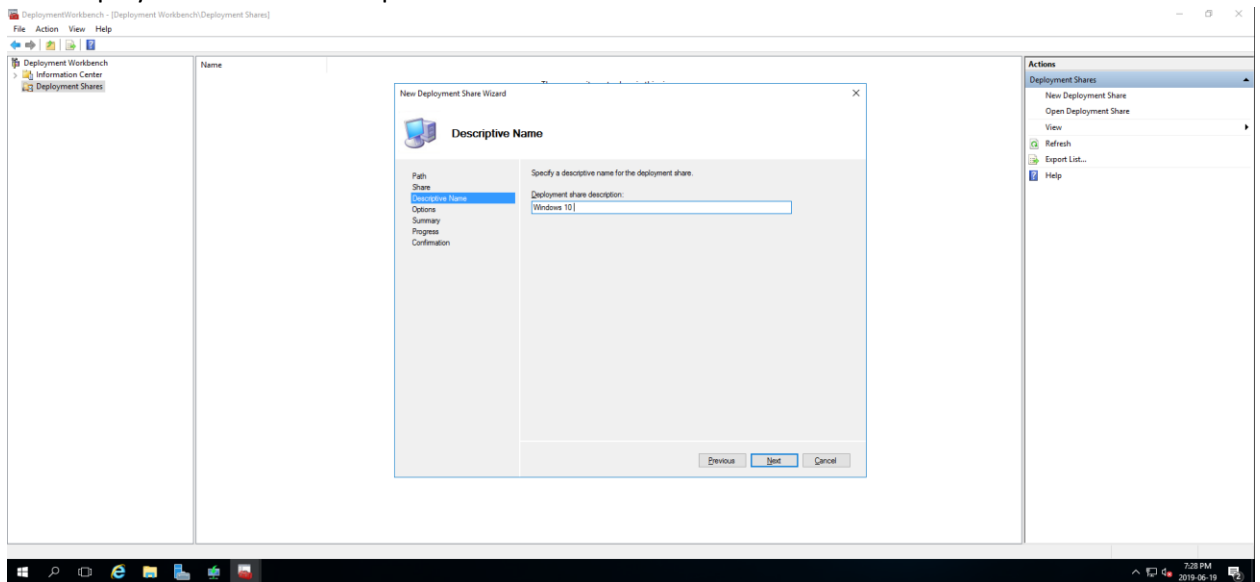 DeploymentWorkbench - [Deployment Workbench\Deployment Shares]
File Action View Help
Deployment Workbench
Information Center
Deployment Shares
Name
New Deployment Share Wizard
Descriptive Name
Path
Share
Descriptive Name
Options
Summary
Progress
Confirmation
Specify a descriptive name for the deployment share.
Deployment share description:
Windows 10
Previous Next Cancel
Actions
Deployment Shares
New Deployment Share
Open Deployment Share
View
Refresh
Export List...
Help
7:28 PM
2019-06-19